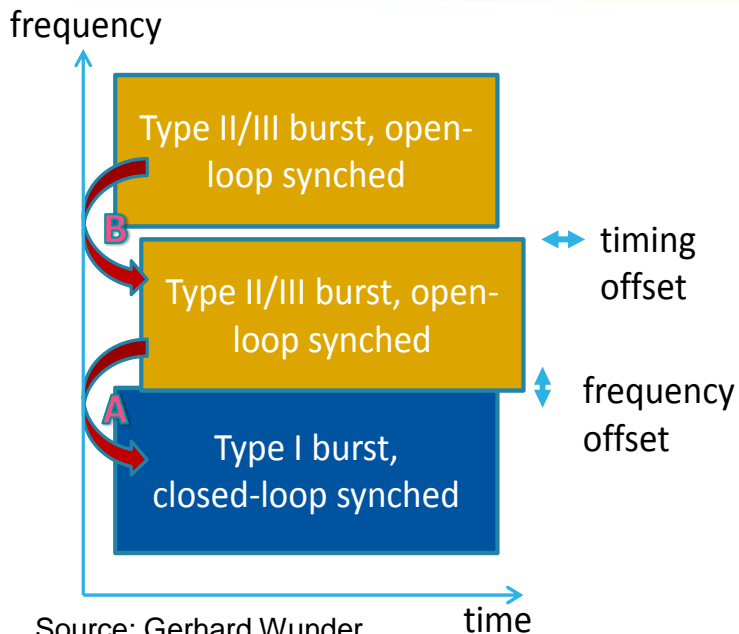 frequency
Type II/III burst, open-
loop synched
B
timing
offset
Type II/III burst, open-
loop synched
frequency
offset
A
Type I burst,
closed-loop synched
time
Source: Gerhard Wunder